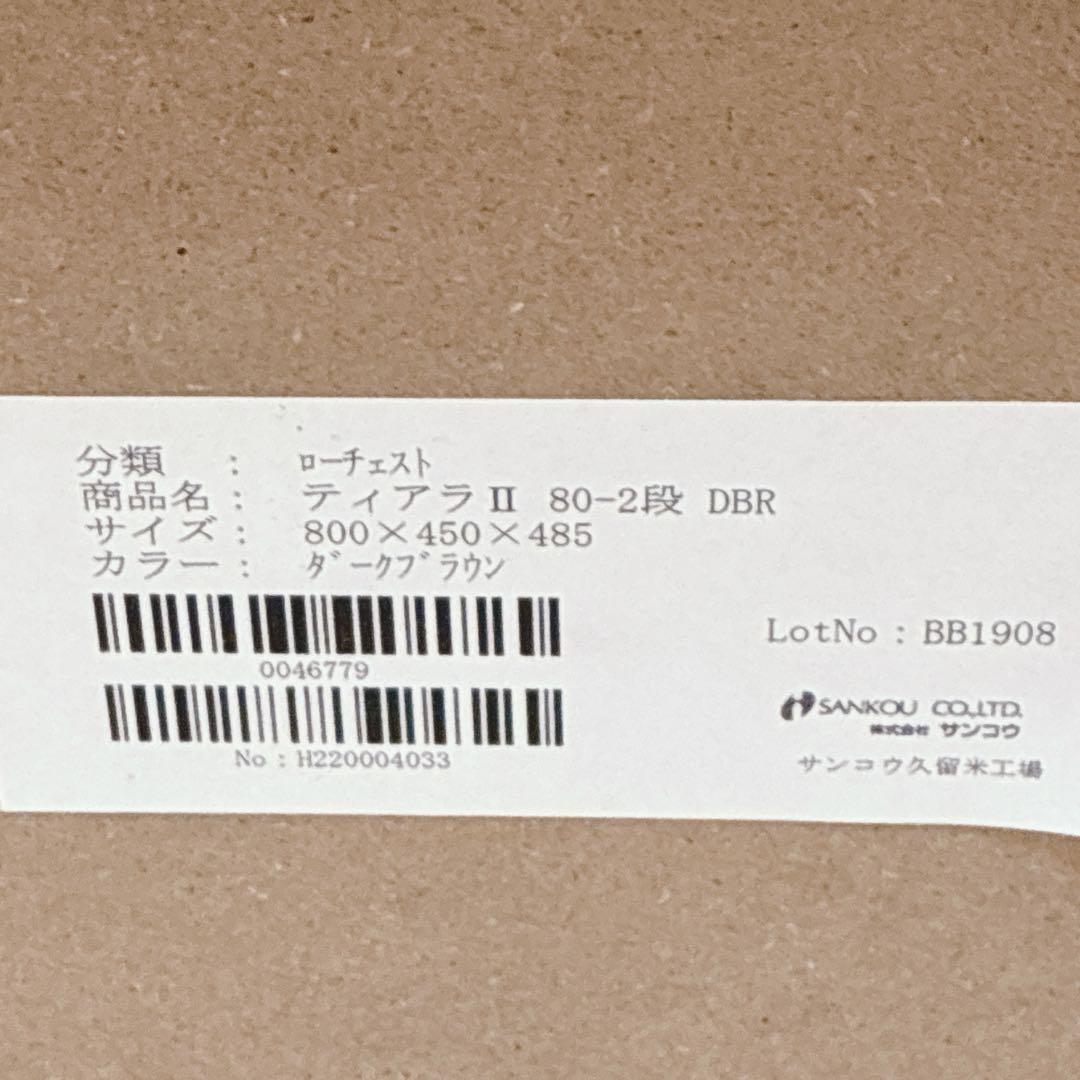 分類　： ﾛｰﾁｪｽﾄ
商品名： ティアラⅡ 80-2段 DBR
サイズ： 800×450×485
カラー： ﾀﾞｰｸﾌﾞﾗｳﾝ
0046779
No：H220004033
LotNo：BB1908
SANKOU CO.,LTD.
株式会社 サンコウ
サンコウ久留米工場